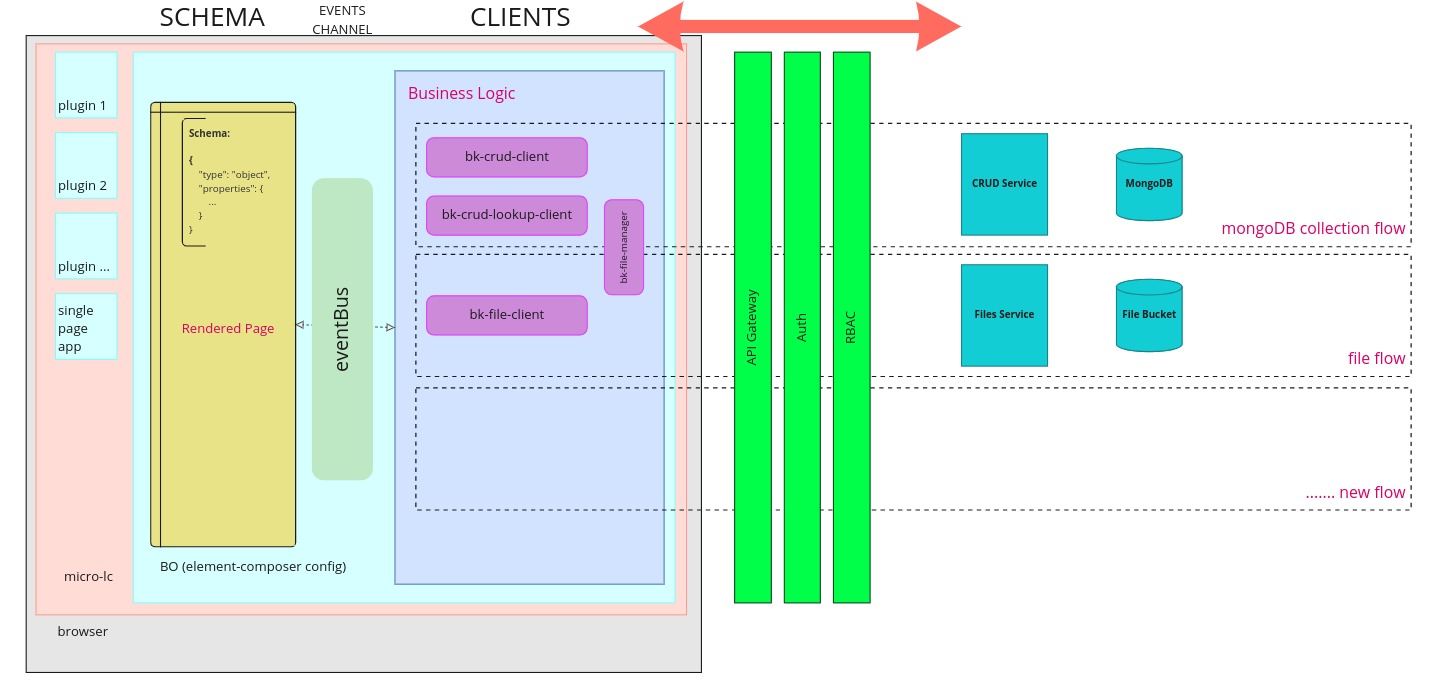 SCHEMA
EVENTS
CHANNEL
CLIENTS
plugin 1
plugin 2
plugin ...
single
page
app
micro-lc
browser
Schema:
{
"type": "object",
"properties": {
...
}
}
Rendered Page
BO (element-composer config)
eventBus
Business Logic
bk-crud-client
bk-crud-lookup-client
bk-file-manager
bk-file-client
API Gateway
Auth
RBAC
CRUD Service
MongoDB
mongoDB collection flow
Files Service
File Bucket
file flow
....... new flow